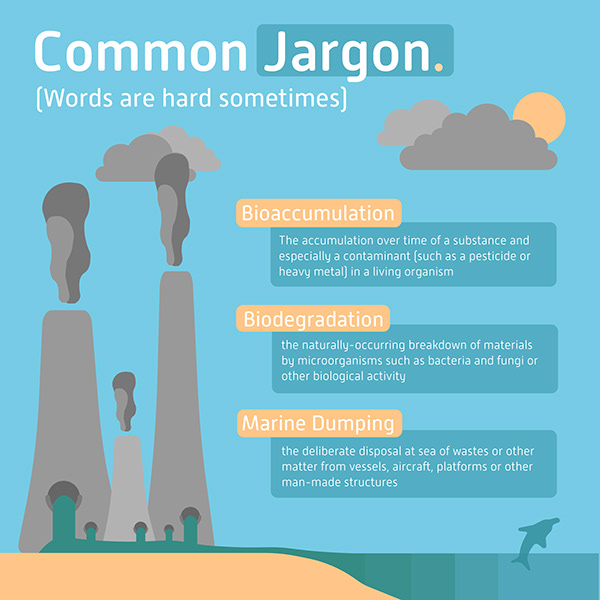 Common Jargon.
(Words are hard sometimes)
Bioaccumulation
The accumulation over time of a substance and
especially a contaminant (such as a pesticide or
heavy metal) in a living organism
Biodegradation
the naturally-occurring breakdown of materials
by microorganisms such as bacteria and fungi or
other biological activity
Marine Dumping
the deliberate disposal at sea of wastes or other
matter from vessels, aircraft, platforms or other
man-made structures